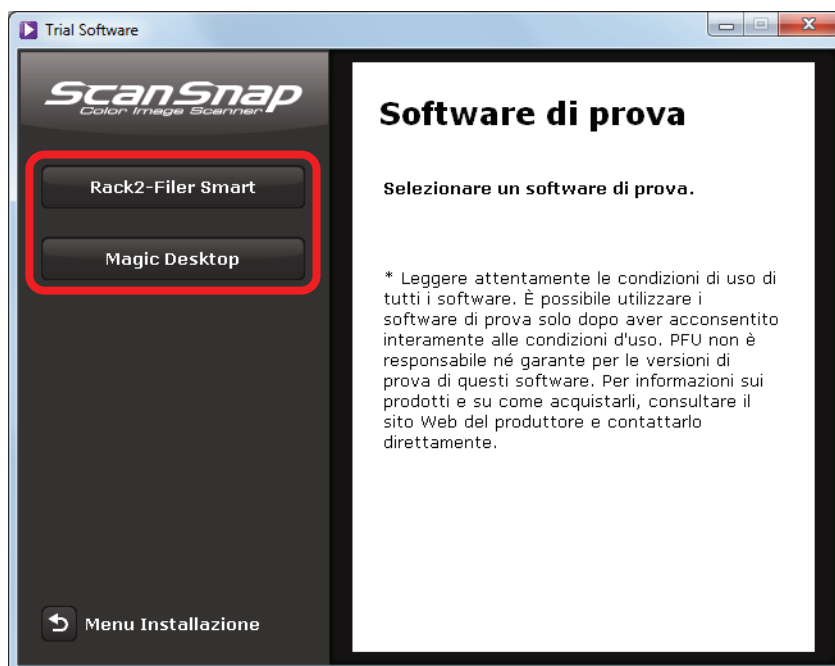 Trial Software
ScanSnap
Color Image Scanner
Rack2-Filer Smart
Magic Desktop
Menu Installazione
Software di prova
Selezionare un software di prova.
* Leggere attentamente le condizioni di uso di
tutti i software. È possibile utilizzare i
software di prova solo dopo aver acconsentito
interamente alle condizioni d'uso. PFU non è
responsabile né garante per le versioni di
prova di questi software. Per informazioni sui
prodotti e su come acquistarli, consultare il
sito Web del produttore e contattarlo
direttamente.